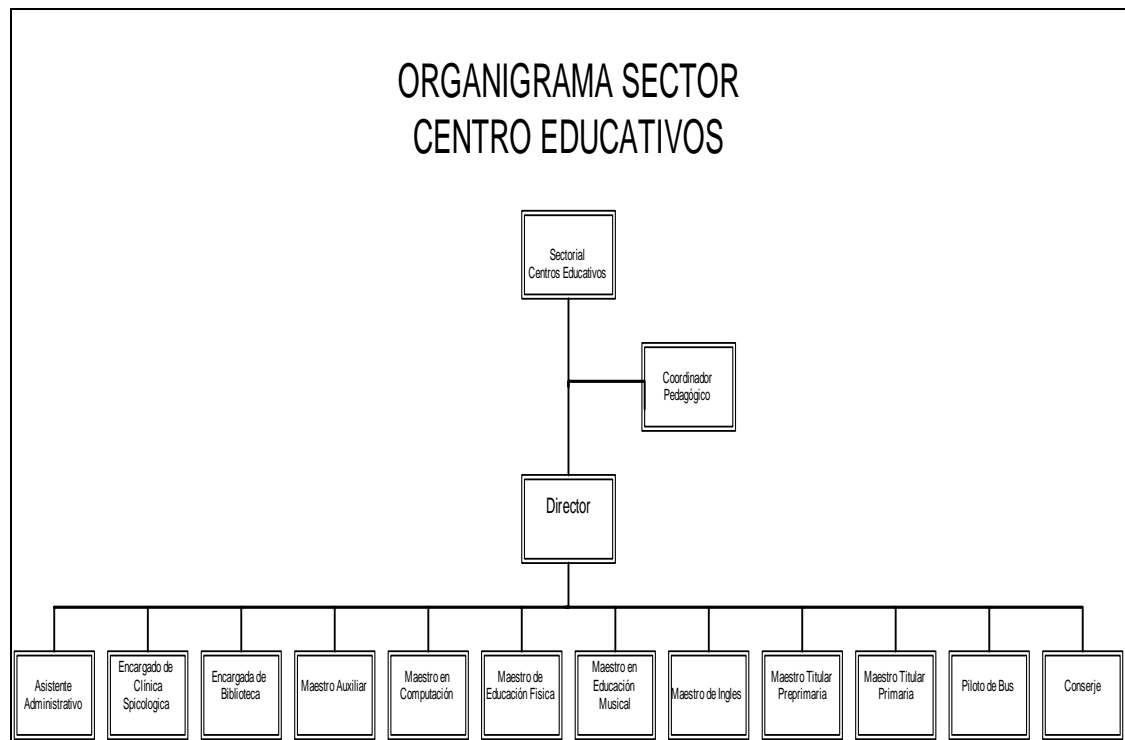 ORGANIGRAMA SECTOR
CENTRO EDUCATIVOS
Sectorial
Centros Educativos
Coordinador
Pedagógico
Director
Asistente
Administrativo
Encargado de
Clínica
Spicologica
Encargada de
Biblioteca
Maestro Auxiliar
Maestro en
Computación
Maestro de
Educación Fisica
Maestro en
Educación
Musical
Maestro de Ingles
Maestro Titular
Preprimaria
Maestro Titular
Primaria
Piloto de Bus
Conserje